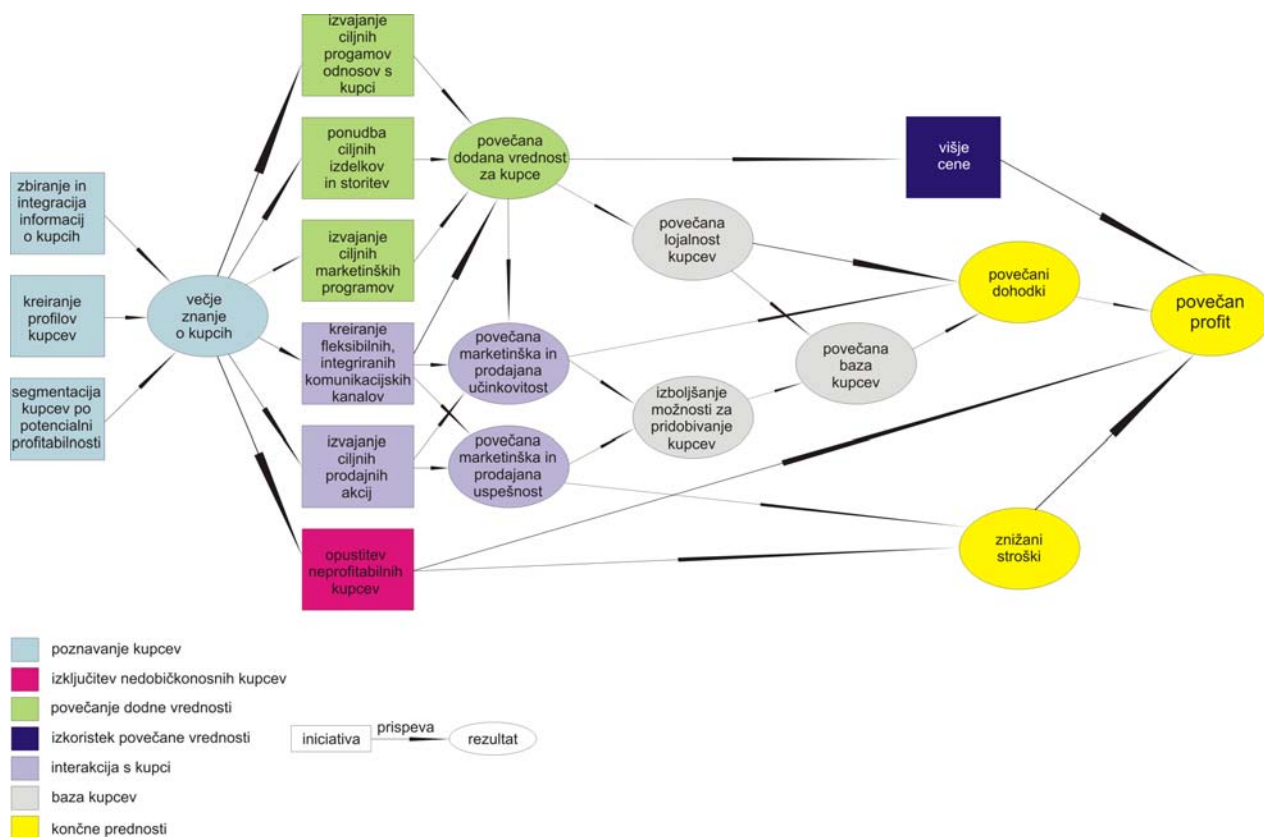 izvajanje
ciljnih
progamov
odnosov s
kupci
ponudba
ciljnih
izdelkov
in storitev
izvajanje
ciljnih
marketinških
programov
kreiranje
fleksibilnih,
integriranih
komunikacijskih
kanalov
izvajanje
ciljnih
prodajnih
akcij
opustitev
neprofitabilnih
kupcev
zbiranje in
integracija
informacij
o kupcih
kreiranje
profilov
kupcev
segmentacija
kupcev po
potencialni
profitabilnosti
večje
znanje
o kupcih
povečana
dodana vrednost
za kupce
povečana
marketinška in
prodajana
učinkovitost
povečana
marketinška in
prodajana
uspešnost
povečana
lojalnost
kupcev
izboljšanje
možnosti za
pridobivanje
kupcev
povečana
baza
kupcev
višje
cene
povečani
dohodki
znižani
stroški
povečan
profit
poznavanje kupcev
izključitev nedobičkonosnih kupcev
povečanje dodne vrednosti
izkoristek povečane vrednosti
interakcija s kupci
baza kupcev
končne prednosti
iniciativa
prispeva
rezultat